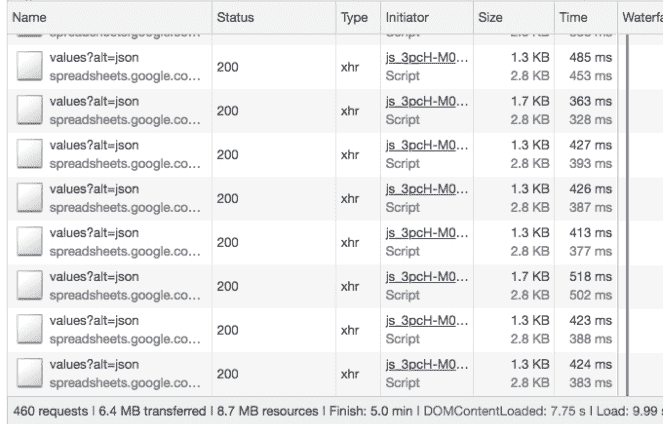 Name Status Type Initiator Size Time Waterfa
values?alt=json 200 xhr js_3pcH-M0... 1.3 KB 485 ms
spreadsheets.google.co... Script 2.8 KB 453 ms
values?alt=json 200 xhr js_3pcH-M0... 1.7 KB 363 ms
spreadsheets.google.co... Script 2.8 KB 328 ms
values?alt=json 200 xhr js_3pcH-M0... 1.3 KB 427 ms
spreadsheets.google.co... Script 2.8 KB 393 ms
values?alt=json 200 xhr js_3pcH-M0... 1.3 KB 426 ms
spreadsheets.google.co... Script 2.8 KB 387 ms
values?alt=json 200 xhr js_3pcH-M0... 1.3 KB 413 ms
spreadsheets.google.co... Script 2.8 KB 377 ms
values?alt=json 200 xhr js_3pcH-M0... 1.7 KB 518 ms
spreadsheets.google.co... Script 2.8 KB 502 ms
values?alt=json 200 xhr js_3pcH-M0... 1.3 KB 423 ms
spreadsheets.google.co... Script 2.8 KB 388 ms
values?alt=json 200 xhr js_3pcH-M0... 1.3 KB 424 ms
spreadsheets.google.co... Script 2.8 KB 383 ms
460 requests | 6.4 MB transferred | 8.7 MB resources | Finish: 5.0 min | DOMContentLoaded: 7.75 s | Load: 9.99 s